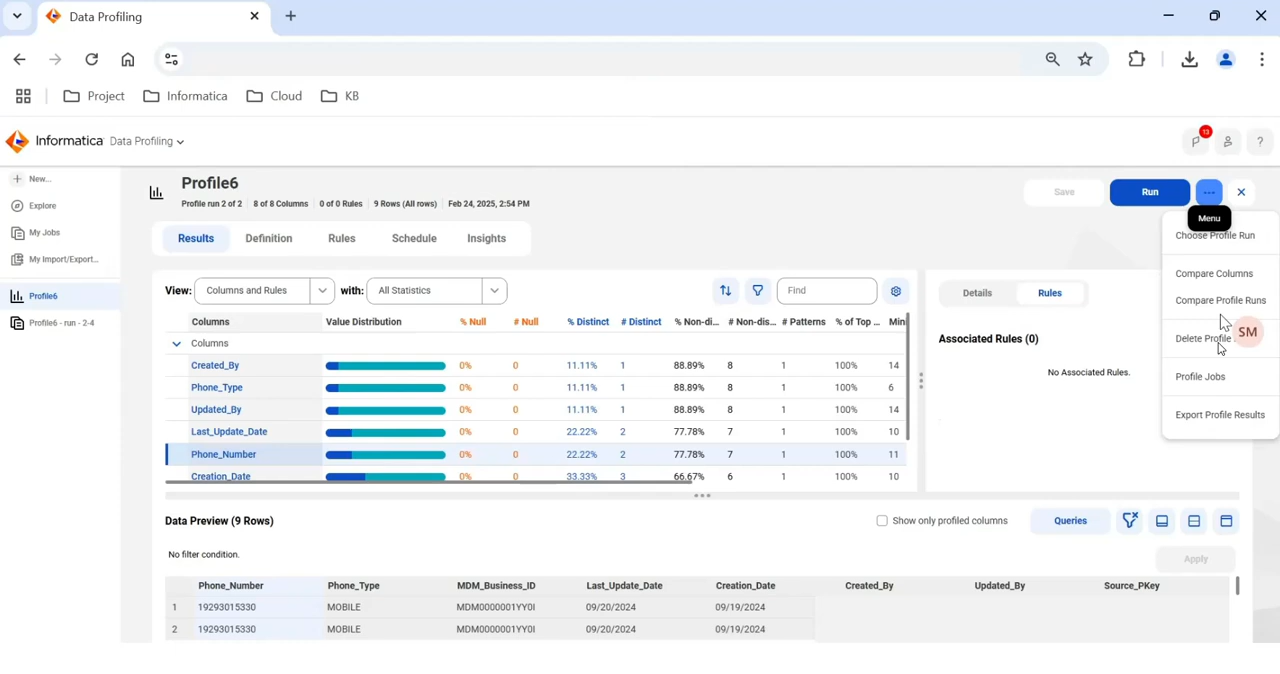 Data Profiling
Project Informatica Cloud KB
Informatica Data Profiling
13
?
New...
Explore
My Jobs
My Import/Export...
Profile6
Profile6 - run - 2-4
Profile6
Profile run 2 of 2 8 of 8 Columns 0 of 0 Rules 9 Rows (All rows) Feb 24, 2025, 2:54 PM
Save Run
Menu
Choose Profile Run
Compare Columns
Compare Profile Runs
SM
Delete Profile
Profile Jobs
Export Profile Results
Results Definition Rules Schedule Insights
View: Columns and Rules with: All Statistics Find
Columns Value Distribution % Null # Null % Distinct # Distinct % Non-di... # Non-dis... # Patterns % of Top ... Mini
Columns
Created_By 0% 0 11.11% 1 88.89% 8 1 100% 14
Phone_Type 0% 0 11.11% 1 88.89% 8 1 100% 6
Updated_By 0% 0 11.11% 1 88.89% 8 1 100% 14
Last_Update_Date 0% 0 22.22% 2 77.78% 7 1 100% 10
Phone_Number 0% 0 22.22% 2 77.78% 7 1 100% 11
Creation_Date 0% 0 33.33% 3 66.67% 6 1 100% 10
Details Rules
Associated Rules (0)
No Associated Rules.
Data Preview (9 Rows) Show only profiled columns Queries
No filter condition. Apply
Phone_Number Phone_Type MDM_Business_ID Last_Update_Date Creation_Date Created_By Updated_By Source_PKey
1 19293015330 MOBILE MDM0000001YY0I 09/20/2024 09/19/2024
2 19293015330 MOBILE MDM0000001YY0I 09/20/2024 09/19/2024